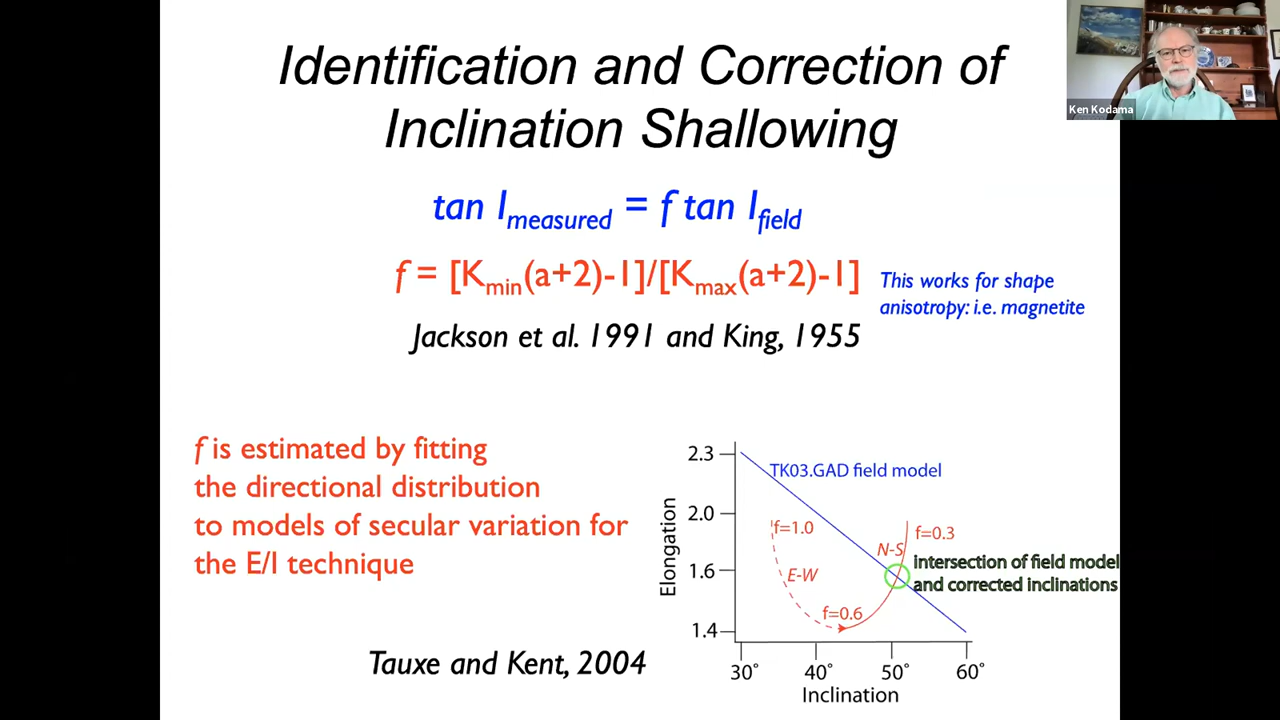 Identification and Correction of
Inclination Shallowing
Ken Kodama
tan I_measured = f tan I_field
f = [K_min(a+2)-1]/[K_max(a+2)-1]
This works for shape
anisotropy: i.e. magnetite
Jackson et al. 1991 and King, 1955
f is estimated by fitting
the directional distribution
to models of secular variation for
the E/I technique
Tauxe and Kent, 2004
2.3
TK03.GAD field model
2.0
f=1.0
f=0.3
N-S
Elongation
1.6
E-W
intersection of field model
and corrected inclinations
f=0.6
1.4
30° 40° 50° 60°
Inclination